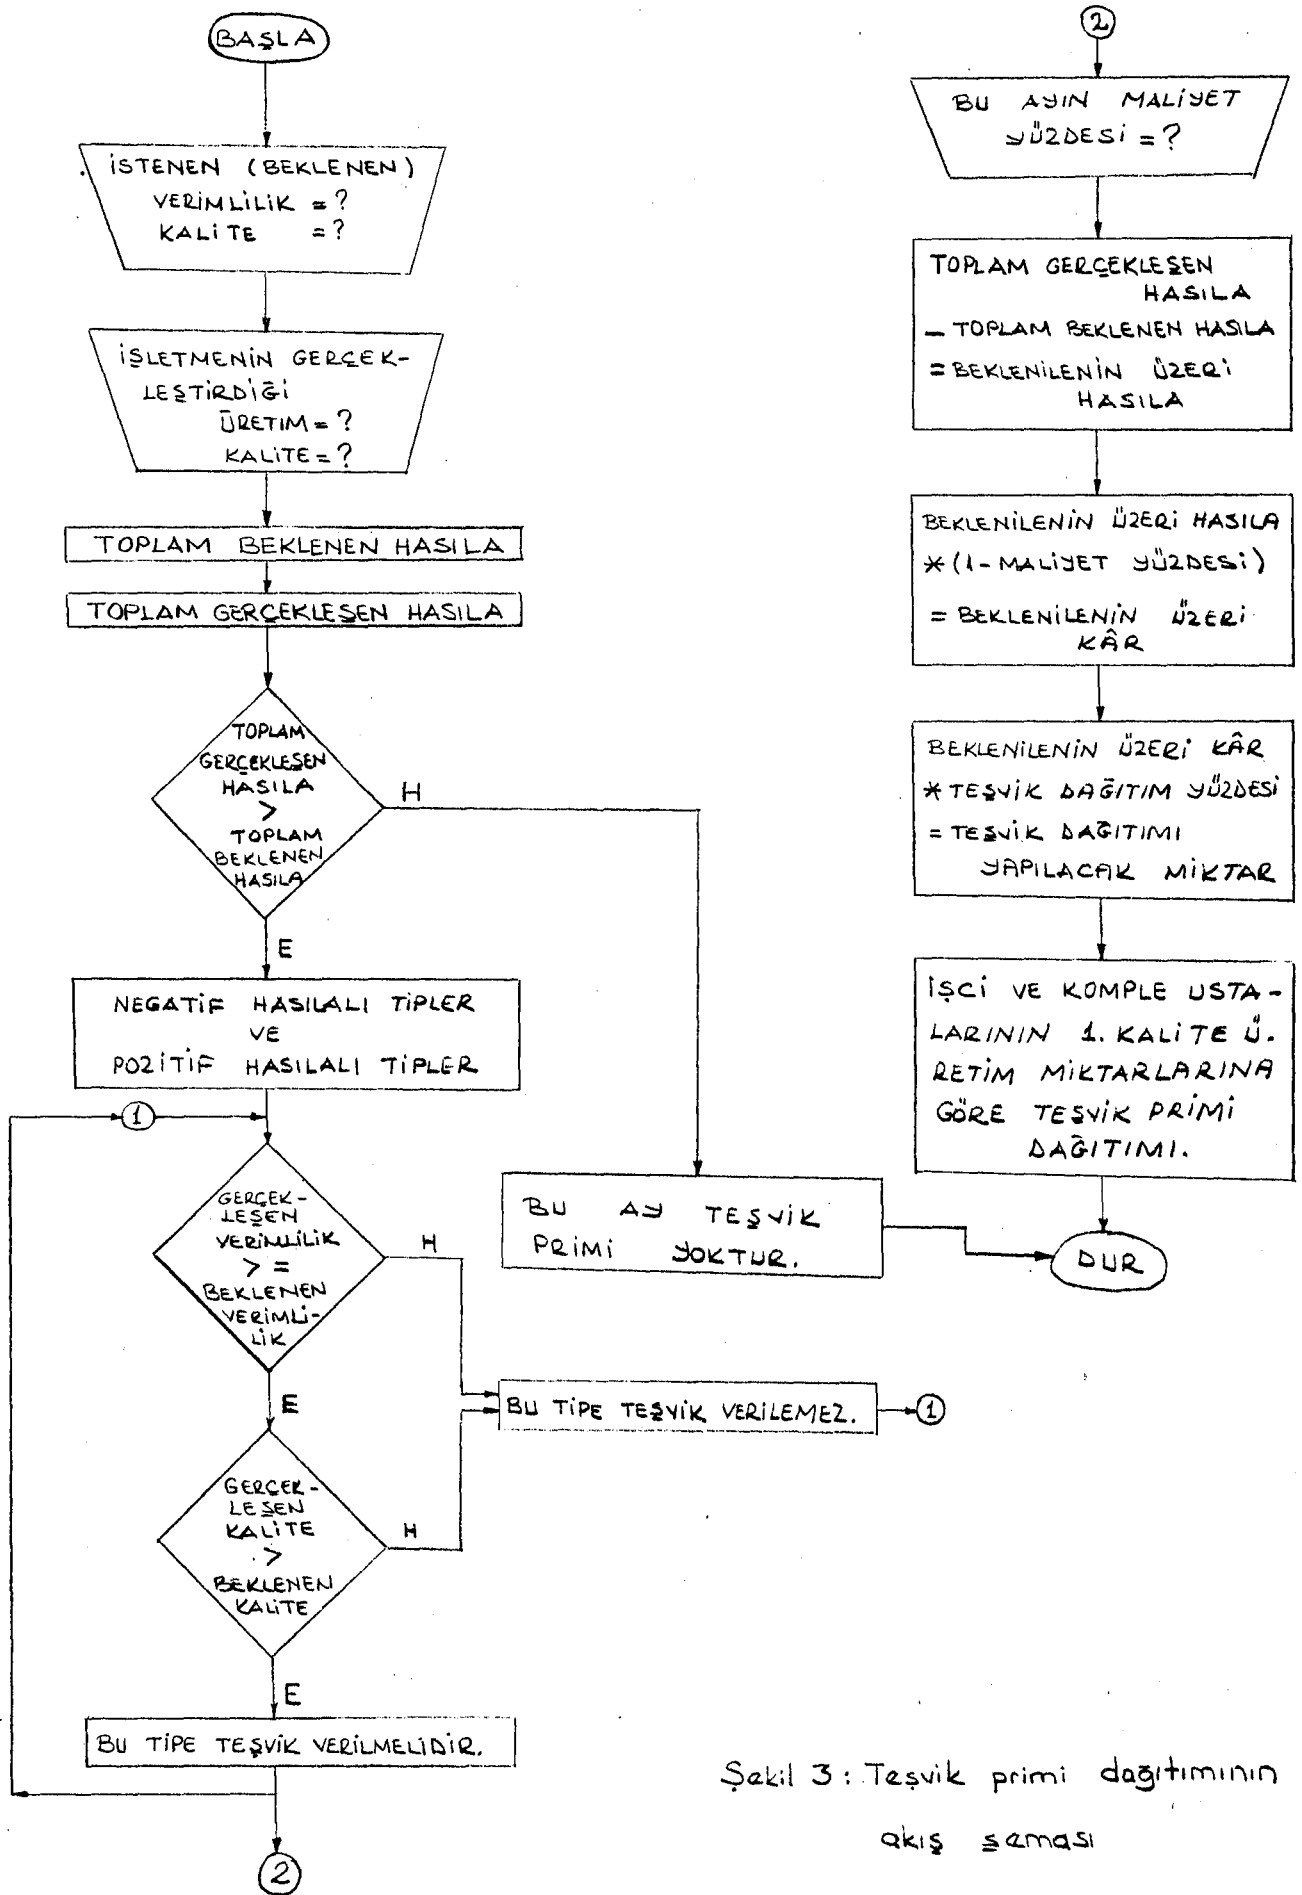 BAŞLA
İSTENEN (BEKLENEN)
VERİMLİLİK = ?
KALİTE = ?
İŞLETMENİN GERÇEK-
LEŞTİRDİĞİ
ÜRETİM = ?
KALİTE = ?
TOPLAM BEKLENEN HASILA
TOPLAM GERÇEKLEŞEN HASILA
TOPLAM
GERÇEKLEŞEN
HASILA
>
TOPLAM
BEKLENEN
HASILA
H
E
NEGATİF HASILALI TİPLER
VE
POZİTİF HASILALI TİPLER
1
GERÇEK-
LEŞEN
VERİMLİLİK
> =
BEKLENEN
VERİMLİ-
LİK
H
E
BU AY TEŞVİK
PRİMİ YOKTUR.
BU TİPE TEŞVİK VERİLEMEZ.
1
GERÇEK-
LEŞEN
KALİTE
>
BEKLENEN
KALİTE
H
E
BU TİPE TEŞVİK VERİLMELİDİR.
2
2
BU AYIN MALİYET
YÜZDESİ = ?
TOPLAM GERÇEKLEŞEN
HASILA
- TOPLAM BEKLENEN HASILA
= BEKLENİLENİN ÜZERİ
HASILA
BEKLENİLENİN ÜZERİ HASILA
* (1 - MALİYET YÜZDESİ)
= BEKLENİLENİN ÜZERİ
KÂR
BEKLENİLENİN ÜZERİ KÂR
* TEŞVİK DAĞITIM YÜZDESİ
= TEŞVİK DAĞITIMI
YAPILACAK MİKTAR
İŞCİ VE KOMPLE USTA-
LARININ 1. KALİTE Ü.
RETİM MİKTARLARINA
GÖRE TEŞVİK PRİMİ
DAĞITIMI.
DUR
Şekil 3 : Teşvik primi dağıtımının
akış şeması